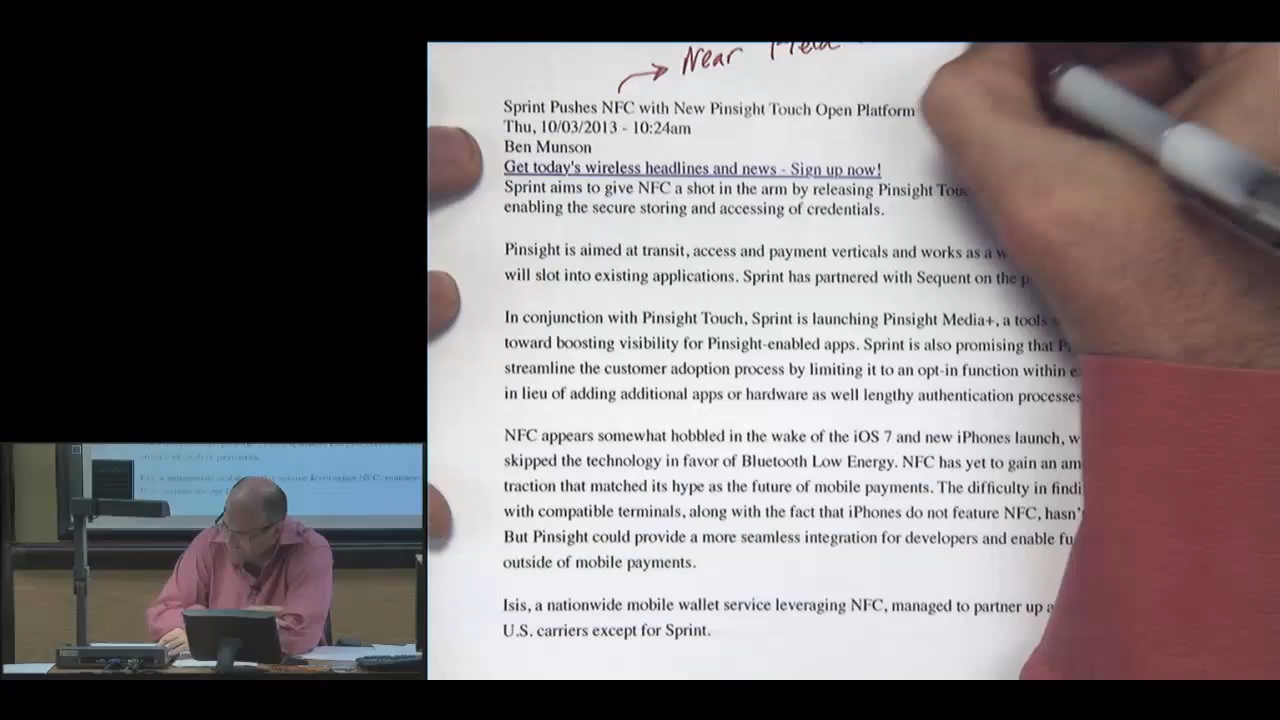 Near Field
Sprint Pushes NFC with New Pinsight Touch Open Platform
Thu, 10/03/2013 - 10:24am
Ben Munson
Get today's wireless headlines and news - Sign up now!
Sprint aims to give NFC a shot in the arm by releasing Pinsight
enabling the secure storing and accessing of credentials.
Pinsight is aimed at transit, access and payment verticals and works as a
will slot into existing applications. Sprint has partnered with Sequent on the
In conjunction with Pinsight Touch, Sprint is launching Pinsight Media+, a tools
toward boosting visibility for Pinsight-enabled apps. Sprint is also promising that
streamline the customer adoption process by limiting it to an opt-in function within
in lieu of adding additional apps or hardware as well lengthy authentication processes
NFC appears somewhat hobbled in the wake of the iOS 7 and new iPhones launch,
skipped the technology in favor of Bluetooth Low Energy. NFC has yet to gain an
traction that matched its hype as the future of mobile payments. The difficulty in
with compatible terminals, along with the fact that iPhones do not feature NFC, hasn'
But Pinsight could provide a more seamless integration for developers and enable
outside of mobile payments.
Isis, a nationwide mobile wallet service leveraging NFC, managed to partner up
U.S. carriers except for Sprint.